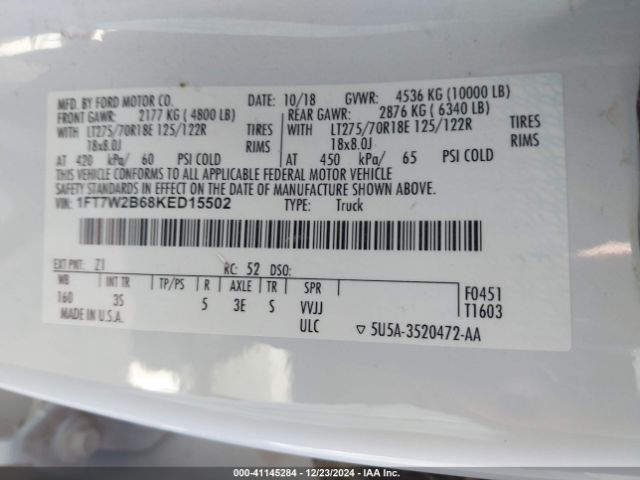 MFD. BY FORD MOTOR CO. DATE: 10/18 GVWR: 4536 KG (10000 LB)
FRONT GAWR: 2177 KG ( 4800 LB) REAR GAWR: 2876 KG ( 6340 LB)
WITH LT275/70R18E 125/122R TIRES WITH LT275/70R18E 125/122R TIRES
18x8.0J RIMS 18x8.0J RIMS
AT 420 kPa/ 60 PSI COLD AT 450 kPa/ 65 PSI COLD
THIS VEHICLE CONFORMS TO ALL APPLICABLE FEDERAL MOTOR VEHICLE
SAFETY STANDARDS IN EFFECT ON THE DATE OF MANUFACTURE SHOWN ABOVE.
VIN: 1FT7W2B68KED15502 TYPE: Truck
EXT PNT: Z1 RC: 52 DSO:
WB INT TR TP/PS R AXLE TR SPR
160 3S 5 3E S VVJJ
MADE IN U.S.A. ULC
F0451
T1603
5U5A-3520472-AA
000-41145284 - 12/23/2024 - IAA Inc.